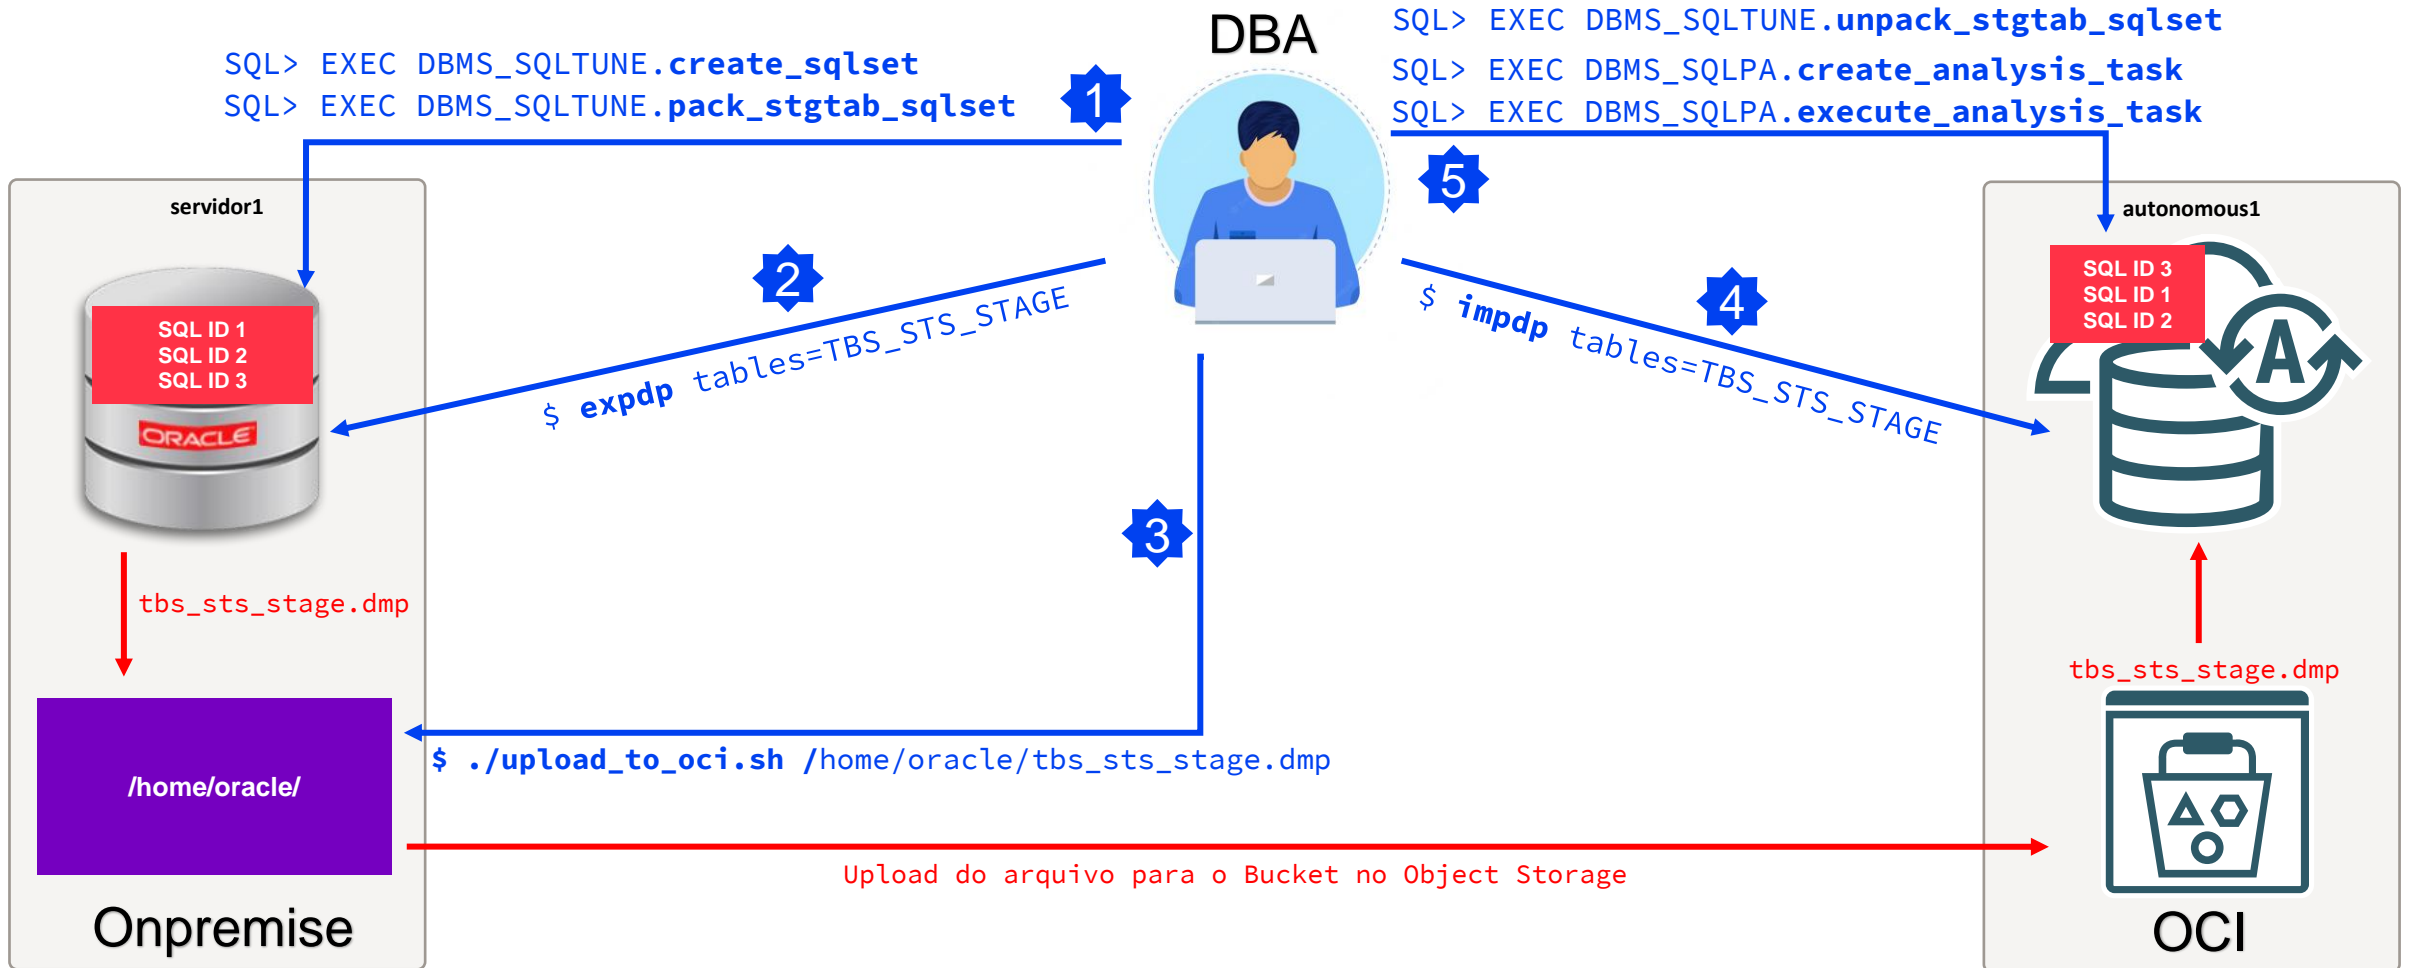 DBA
SQL> EXEC DBMS_SQLTUNE.create_sqlset
SQL> EXEC DBMS_SQLTUNE.pack_stgtab_sqlset
1
SQL> EXEC DBMS_SQLTUNE.unpack_stgtab_sqlset
SQL> EXEC DBMS_SQLPA.create_analysis_task
SQL> EXEC DBMS_SQLPA.execute_analysis_task
5
servidor1
SQL ID 1
SQL ID 2
SQL ID 3
ORACLE
2
$ expdp tables=TBS_STS_STAGE
4
$ impdp tables=TBS_STS_STAGE
autonomous1
SQL ID 3
SQL ID 1
SQL ID 2
A
3
tbs_sts_stage.dmp
tbs_sts_stage.dmp
/home/oracle/
$ ./upload_to_oci.sh /home/oracle/tbs_sts_stage.dmp
Upload do arquivo para o Bucket no Object Storage
Onpremise
OCI